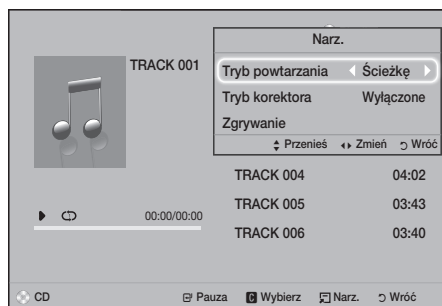 Narz.
TRACK 001
Tryb powtarzania Ścieżkę
Tryb korektora Wyłączone
Zgrywanie
Przenieś Zmień Wróć
TRACK 004 04:02
TRACK 005 03:43
00:00/00:00
TRACK 006 03:40
CD Pauza C Wybierz Narz. Wróć